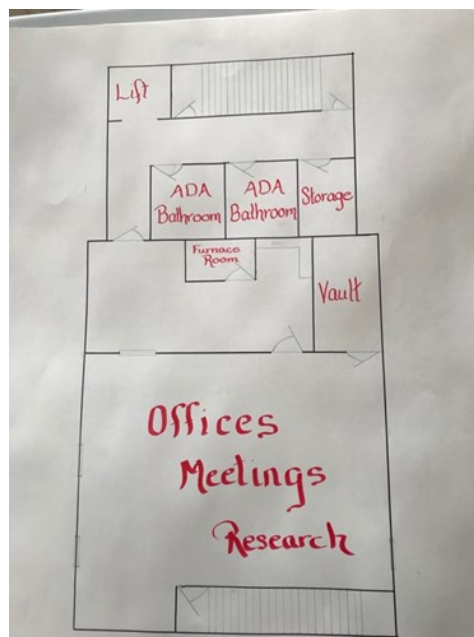 Lift
ADA
Bathroom
ADA
Bathroom
Storage
Furnace
Room
Vault
Offices
Meetings
Research